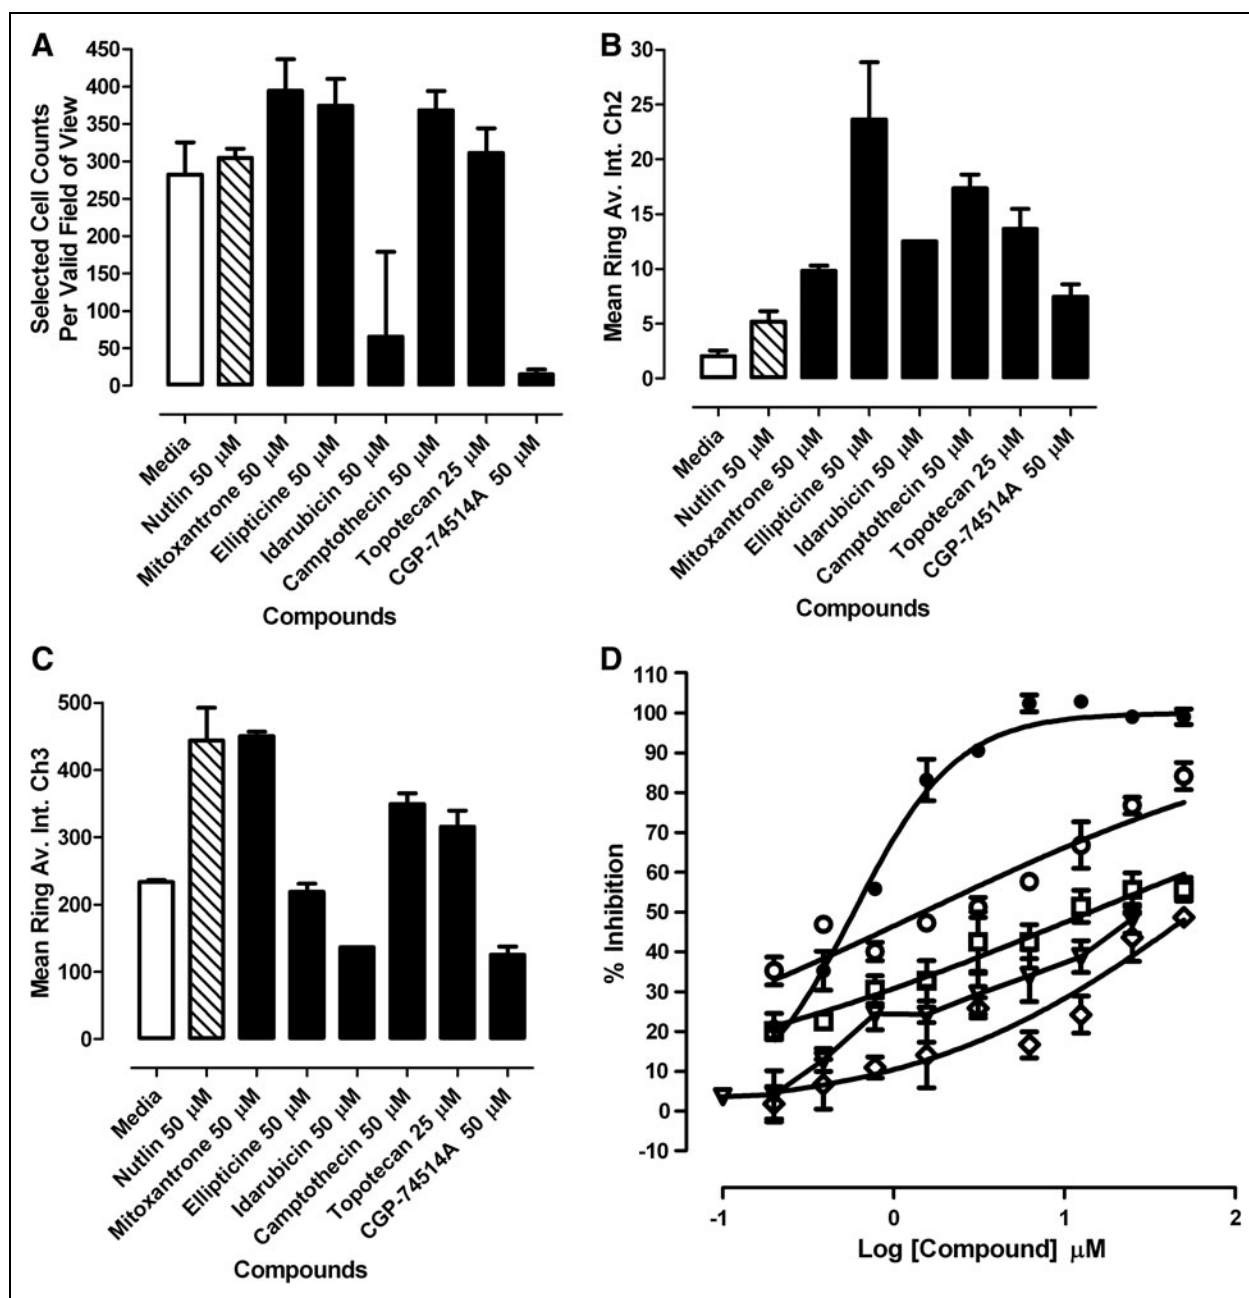 A
Selected Cell Counts
Per Valid Field of View
450
400
350
300
250
200
150
100
50
0
Media
Nutlin 50 µM
Mitoxantrone 50 µM
Ellipticine 50 µM
Idarubicin 50 µM
Camptothecin 50 µM
Topotecan 25 µM
CGP-74514A 50 µM
Compounds
B
Mean Ring Av. Int. Ch2
30
25
20
15
10
5
0
Media
Nutlin 50 µM
Mitoxantrone 50 µM
Ellipticine 50 µM
Idarubicin 50 µM
Camptothecin 50 µM
Topotecan 25 µM
CGP-74514A 50 µM
Compounds
C
Mean Ring Av. Int. Ch3
500
400
300
200
100
0
Media
Nutlin 50 µM
Mitoxantrone 50 µM
Ellipticine 50 µM
Idarubicin 50 µM
Camptothecin 50 µM
Topotecan 25 µM
CGP-74514A 50 µM
Compounds
D
% Inhibition
110
100
90
80
70
60
50
40
30
20
10
0
-10
-1
0
1
2
Log [Compound] µM